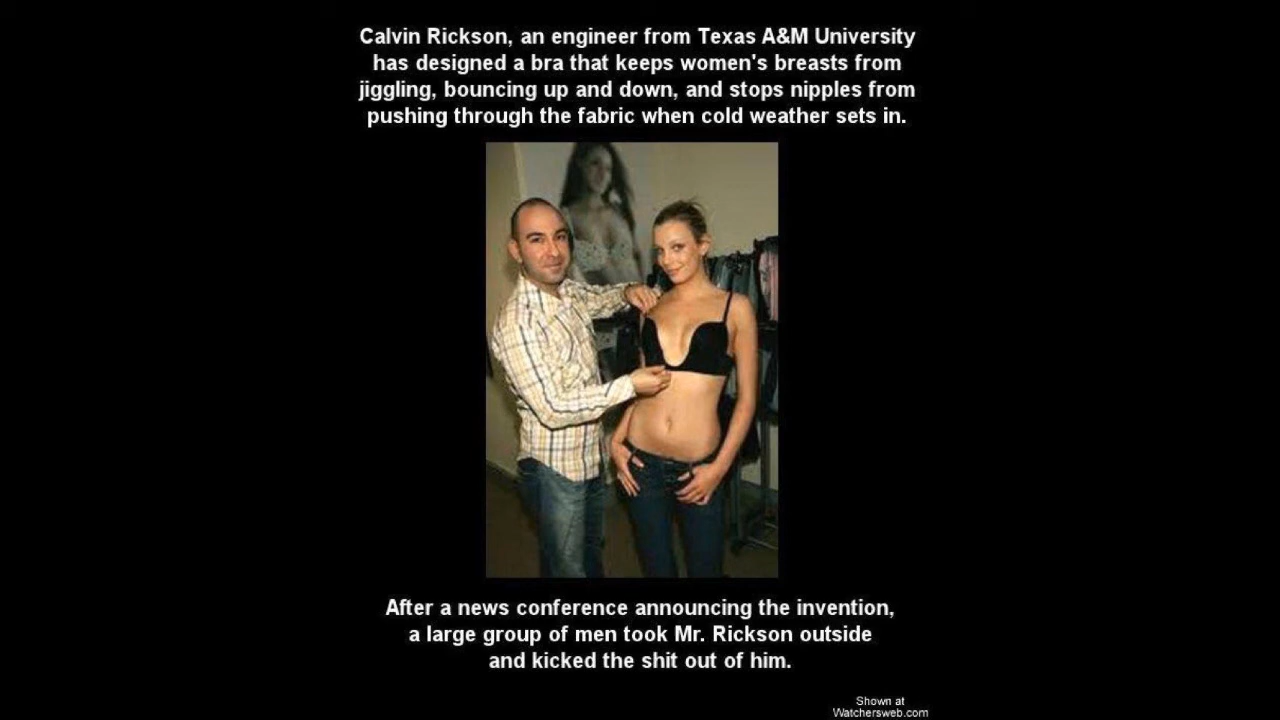 Calvin Rickson, an engineer from Texas A&M University
has designed a bra that keeps women's breasts from
jiggling, bouncing up and down, and stops nipples from
pushing through the fabric when cold weather sets in.
After a news conference announcing the invention,
a large group of men took Mr. Rickson outside
and kicked the shit out of him.
Shown at
Watchersweb.com